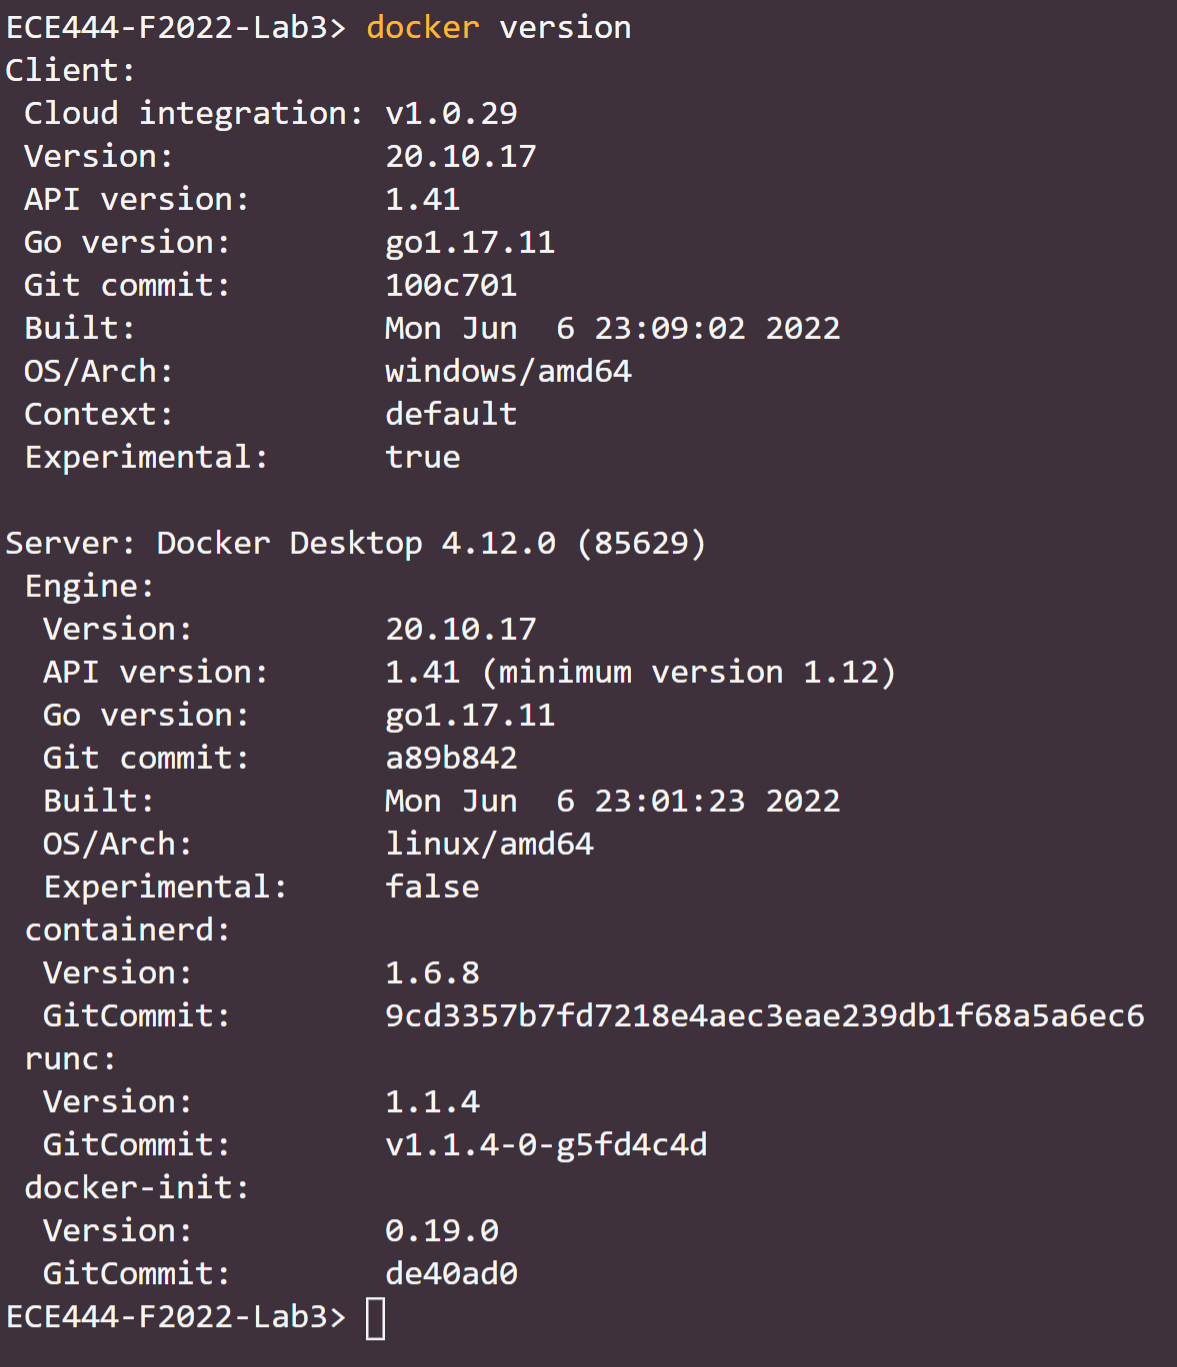 ECE444-F2022-Lab3> docker version
Client:
 Cloud integration: v1.0.29
 Version:           20.10.17
 API version:       1.41
 Go version:        go1.17.11
 Git commit:        100c701
 Built:             Mon Jun  6 23:09:02 2022
 OS/Arch:           windows/amd64
 Context:           default
 Experimental:      true

Server: Docker Desktop 4.12.0 (85629)
 Engine:
  Version:          20.10.17
  API version:      1.41 (minimum version 1.12)
  Go version:       go1.17.11
  Git commit:       a89b842
  Built:            Mon Jun  6 23:01:23 2022
  OS/Arch:          linux/amd64
  Experimental:     false
 containerd:
  Version:          1.6.8
  GitCommit:        9cd3357b7fd7218e4aec3eae239db1f68a5a6ec6
 runc:
  Version:          1.1.4
  GitCommit:        v1.1.4-0-g5fd4c4d
 docker-init:
  Version:          0.19.0
  GitCommit:        de40ad0
ECE444-F2022-Lab3>